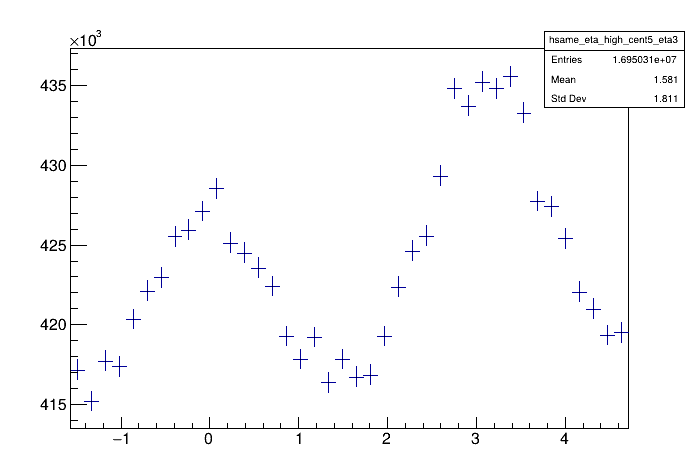 ×10³
hsame_eta_high_cent5_eta3
Entries 1.695031e+07
Mean 1.581
Std Dev 1.811
435
430
425
420
415
−1 0 1 2 3 4